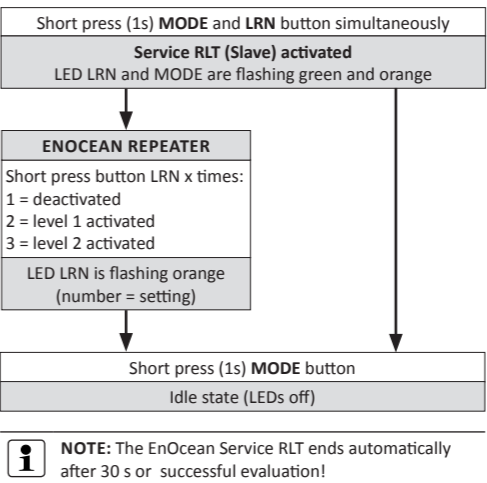 Short press (1s) MODE and LRN button simultaneously
Service RLT (Slave) activated
LED LRN and MODE are flashing green and orange
ENOCEAN REPEATER
Short press button LRN x times:
1 = deactivated
2 = level 1 activated
3 = level 2 activated
LED LRN is flashing orange
(number = setting)
Short press (1s) MODE button
Idle state (LEDs off)
i
NOTE: The EnOcean Service RLT ends automatically
after 30 s or successful evaluation!